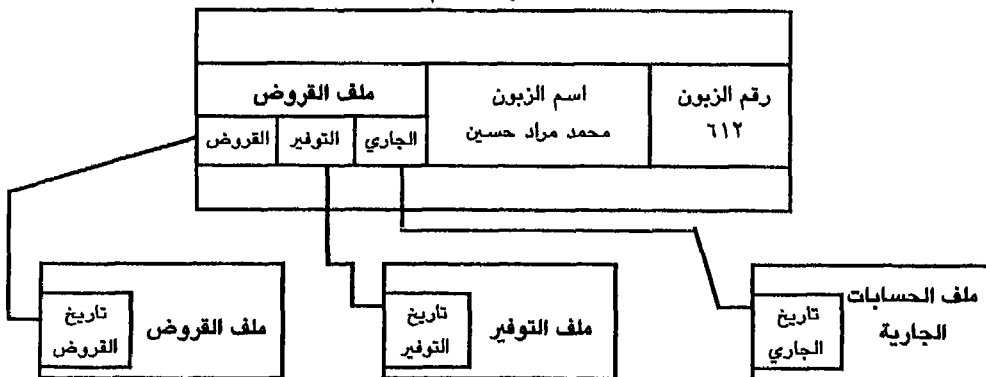 رقم الزبون
٦١٢
اسم الزبون
محمد مراد حسين
ملف القروض
الجاري
التوفير
القروض
ملف الحسابات
الجارية
تاريخ
الجاري
ملف التوفير
تاريخ
التوفير
ملف القروض
تاريخ
القروض